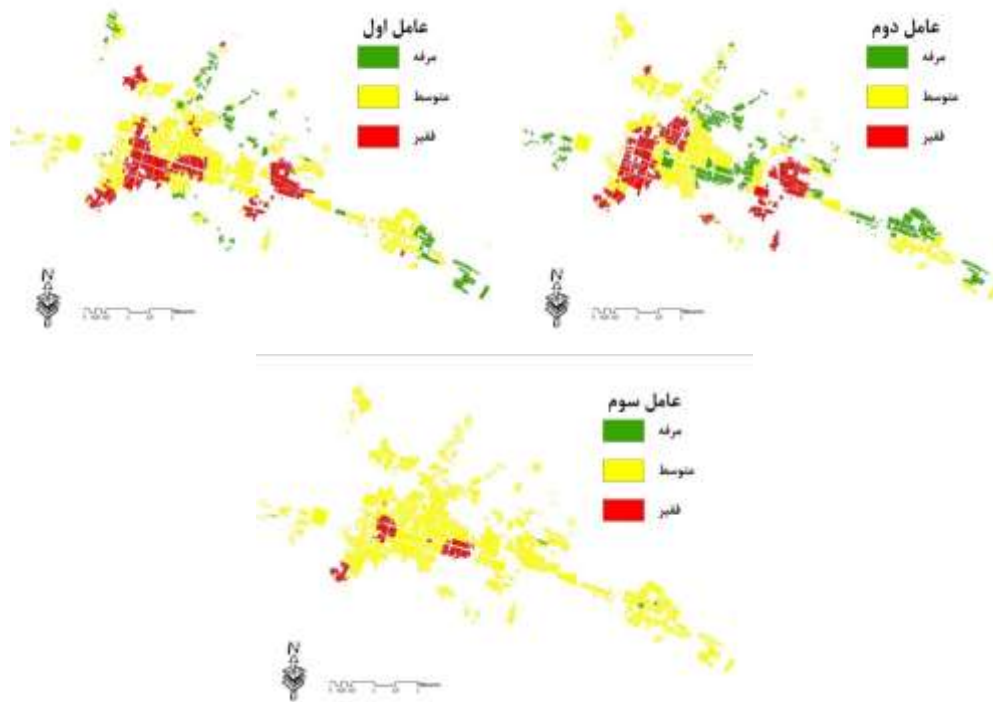 عامل اول
مرفه
متوسط
فقیر
N
عامل دوم
مرفه
متوسط
فقیر
N
عامل سوم
مرفه
متوسط
فقیر
N